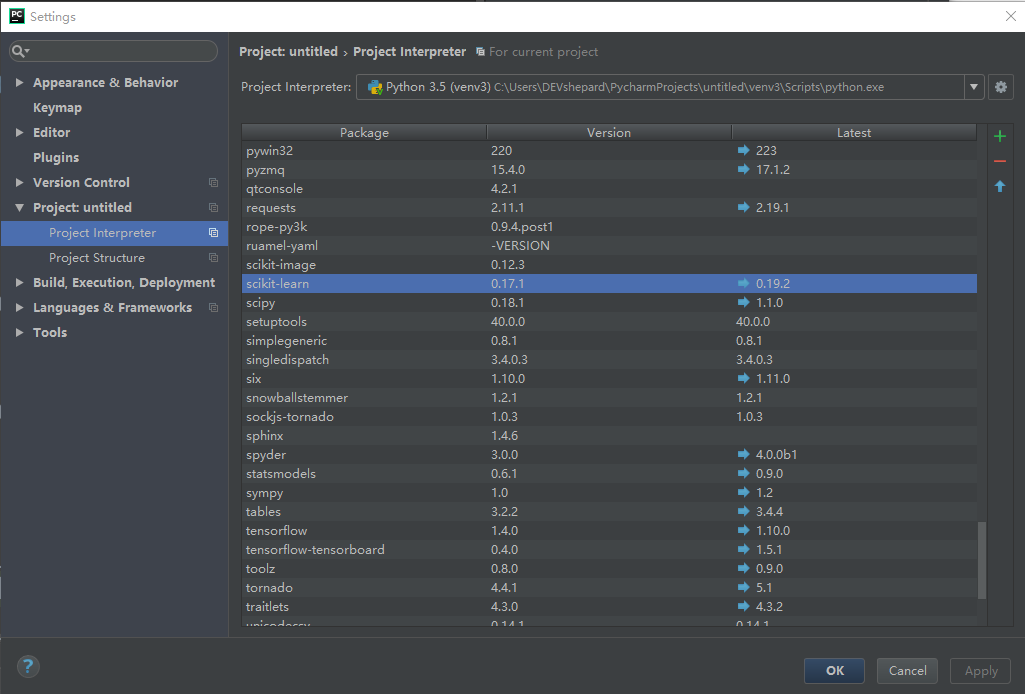 PC Settings
Project: untitled › Project Interpreter For current project
Appearance & Behavior
Keymap
Editor
Plugins
Version Control
Project: untitled
Project Interpreter
Project Structure
Build, Execution, Deployment
Languages & Frameworks
Tools
Project Interpreter: Python 3.5 (venv3) C:\Users\DEVshepard\PycharmProjects\untitled\venv3\Scripts\python.exe
Package Version Latest
pywin32 220 223
pyzmq 15.4.0 17.1.2
qtconsole 4.2.1
requests 2.11.1 2.19.1
rope-py3k 0.9.4.post1
ruamel-yaml -VERSION
scikit-image 0.12.3
scikit-learn 0.17.1 0.19.2
scipy 0.18.1 1.1.0
setuptools 40.0.0 40.0.0
simplegeneric 0.8.1 0.8.1
singledispatch 3.4.0.3 3.4.0.3
six 1.10.0 1.11.0
snowballstemmer 1.2.1 1.2.1
sockjs-tornado 1.0.3 1.0.3
sphinx 1.4.6
spyder 3.0.0 4.0.0b1
statsmodels 0.6.1 0.9.0
sympy 1.0 1.2
tables 3.2.2 3.4.4
tensorflow 1.4.0 1.10.0
tensorflow-tensorboard 0.4.0 1.5.1
toolz 0.8.0 0.9.0
tornado 4.4.1 5.1
traitlets 4.3.0 4.3.2
unicodecsv 0.14.1 0.14.1
? OK Cancel Apply